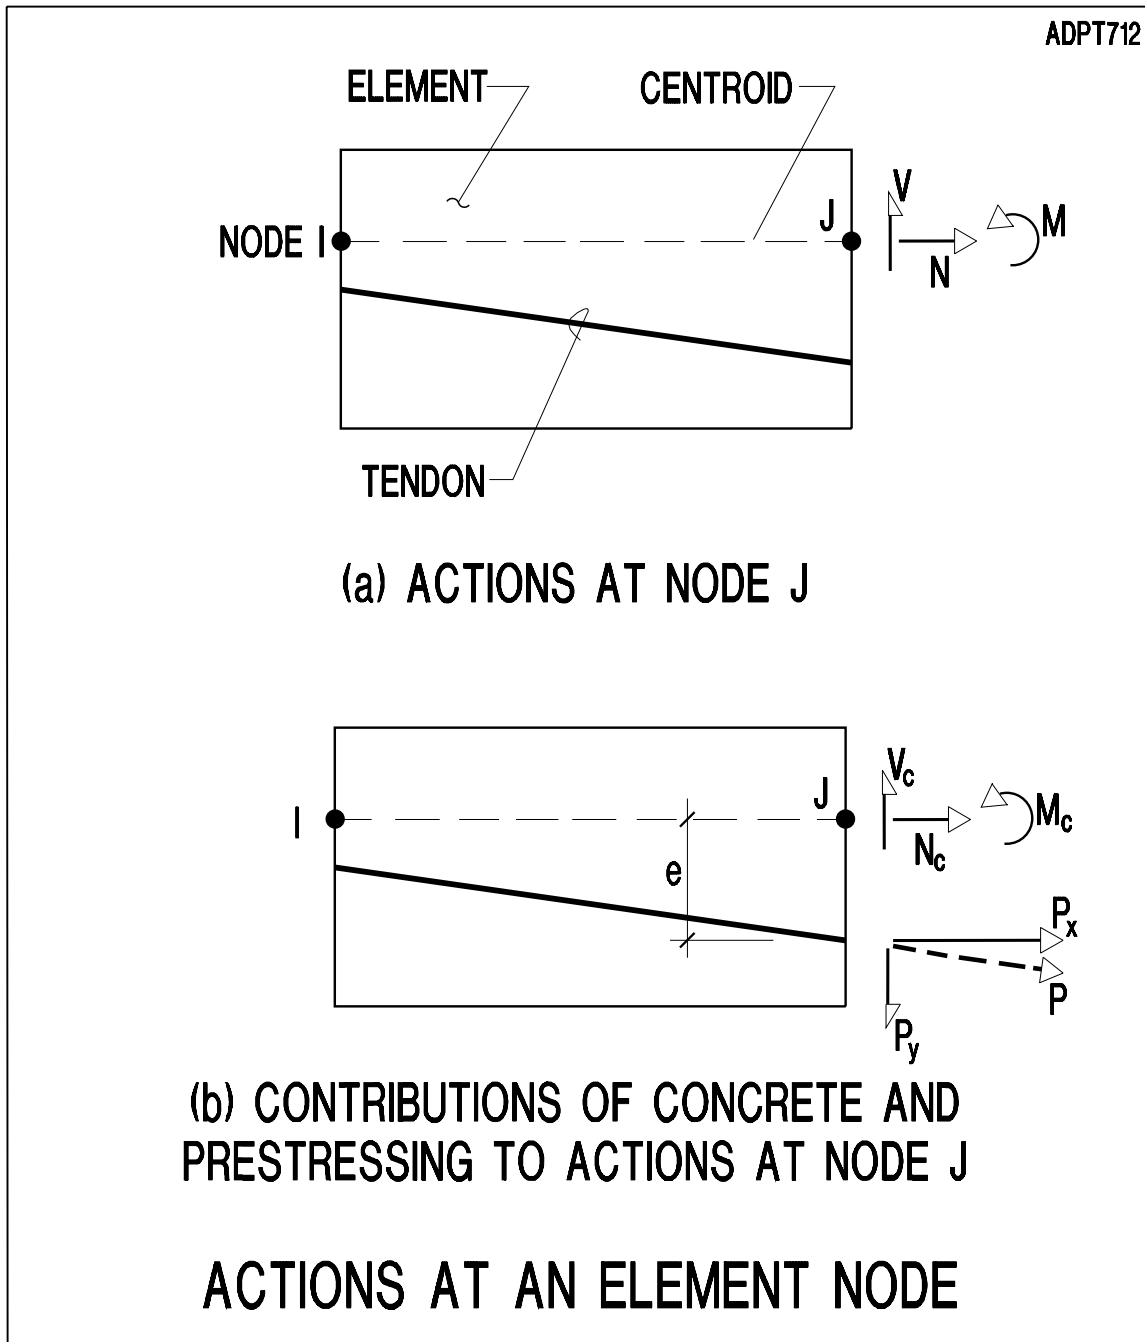 ADPT712
ELEMENT
CENTROID
V
J
M
NODE I
N
TENDON
(a) ACTIONS AT NODE J
Vc
J
I
Mc
Nc
e
Px
P
Py
(b) CONTRIBUTIONS OF CONCRETE AND
PRESTRESSING TO ACTIONS AT NODE J
ACTIONS AT AN ELEMENT NODE